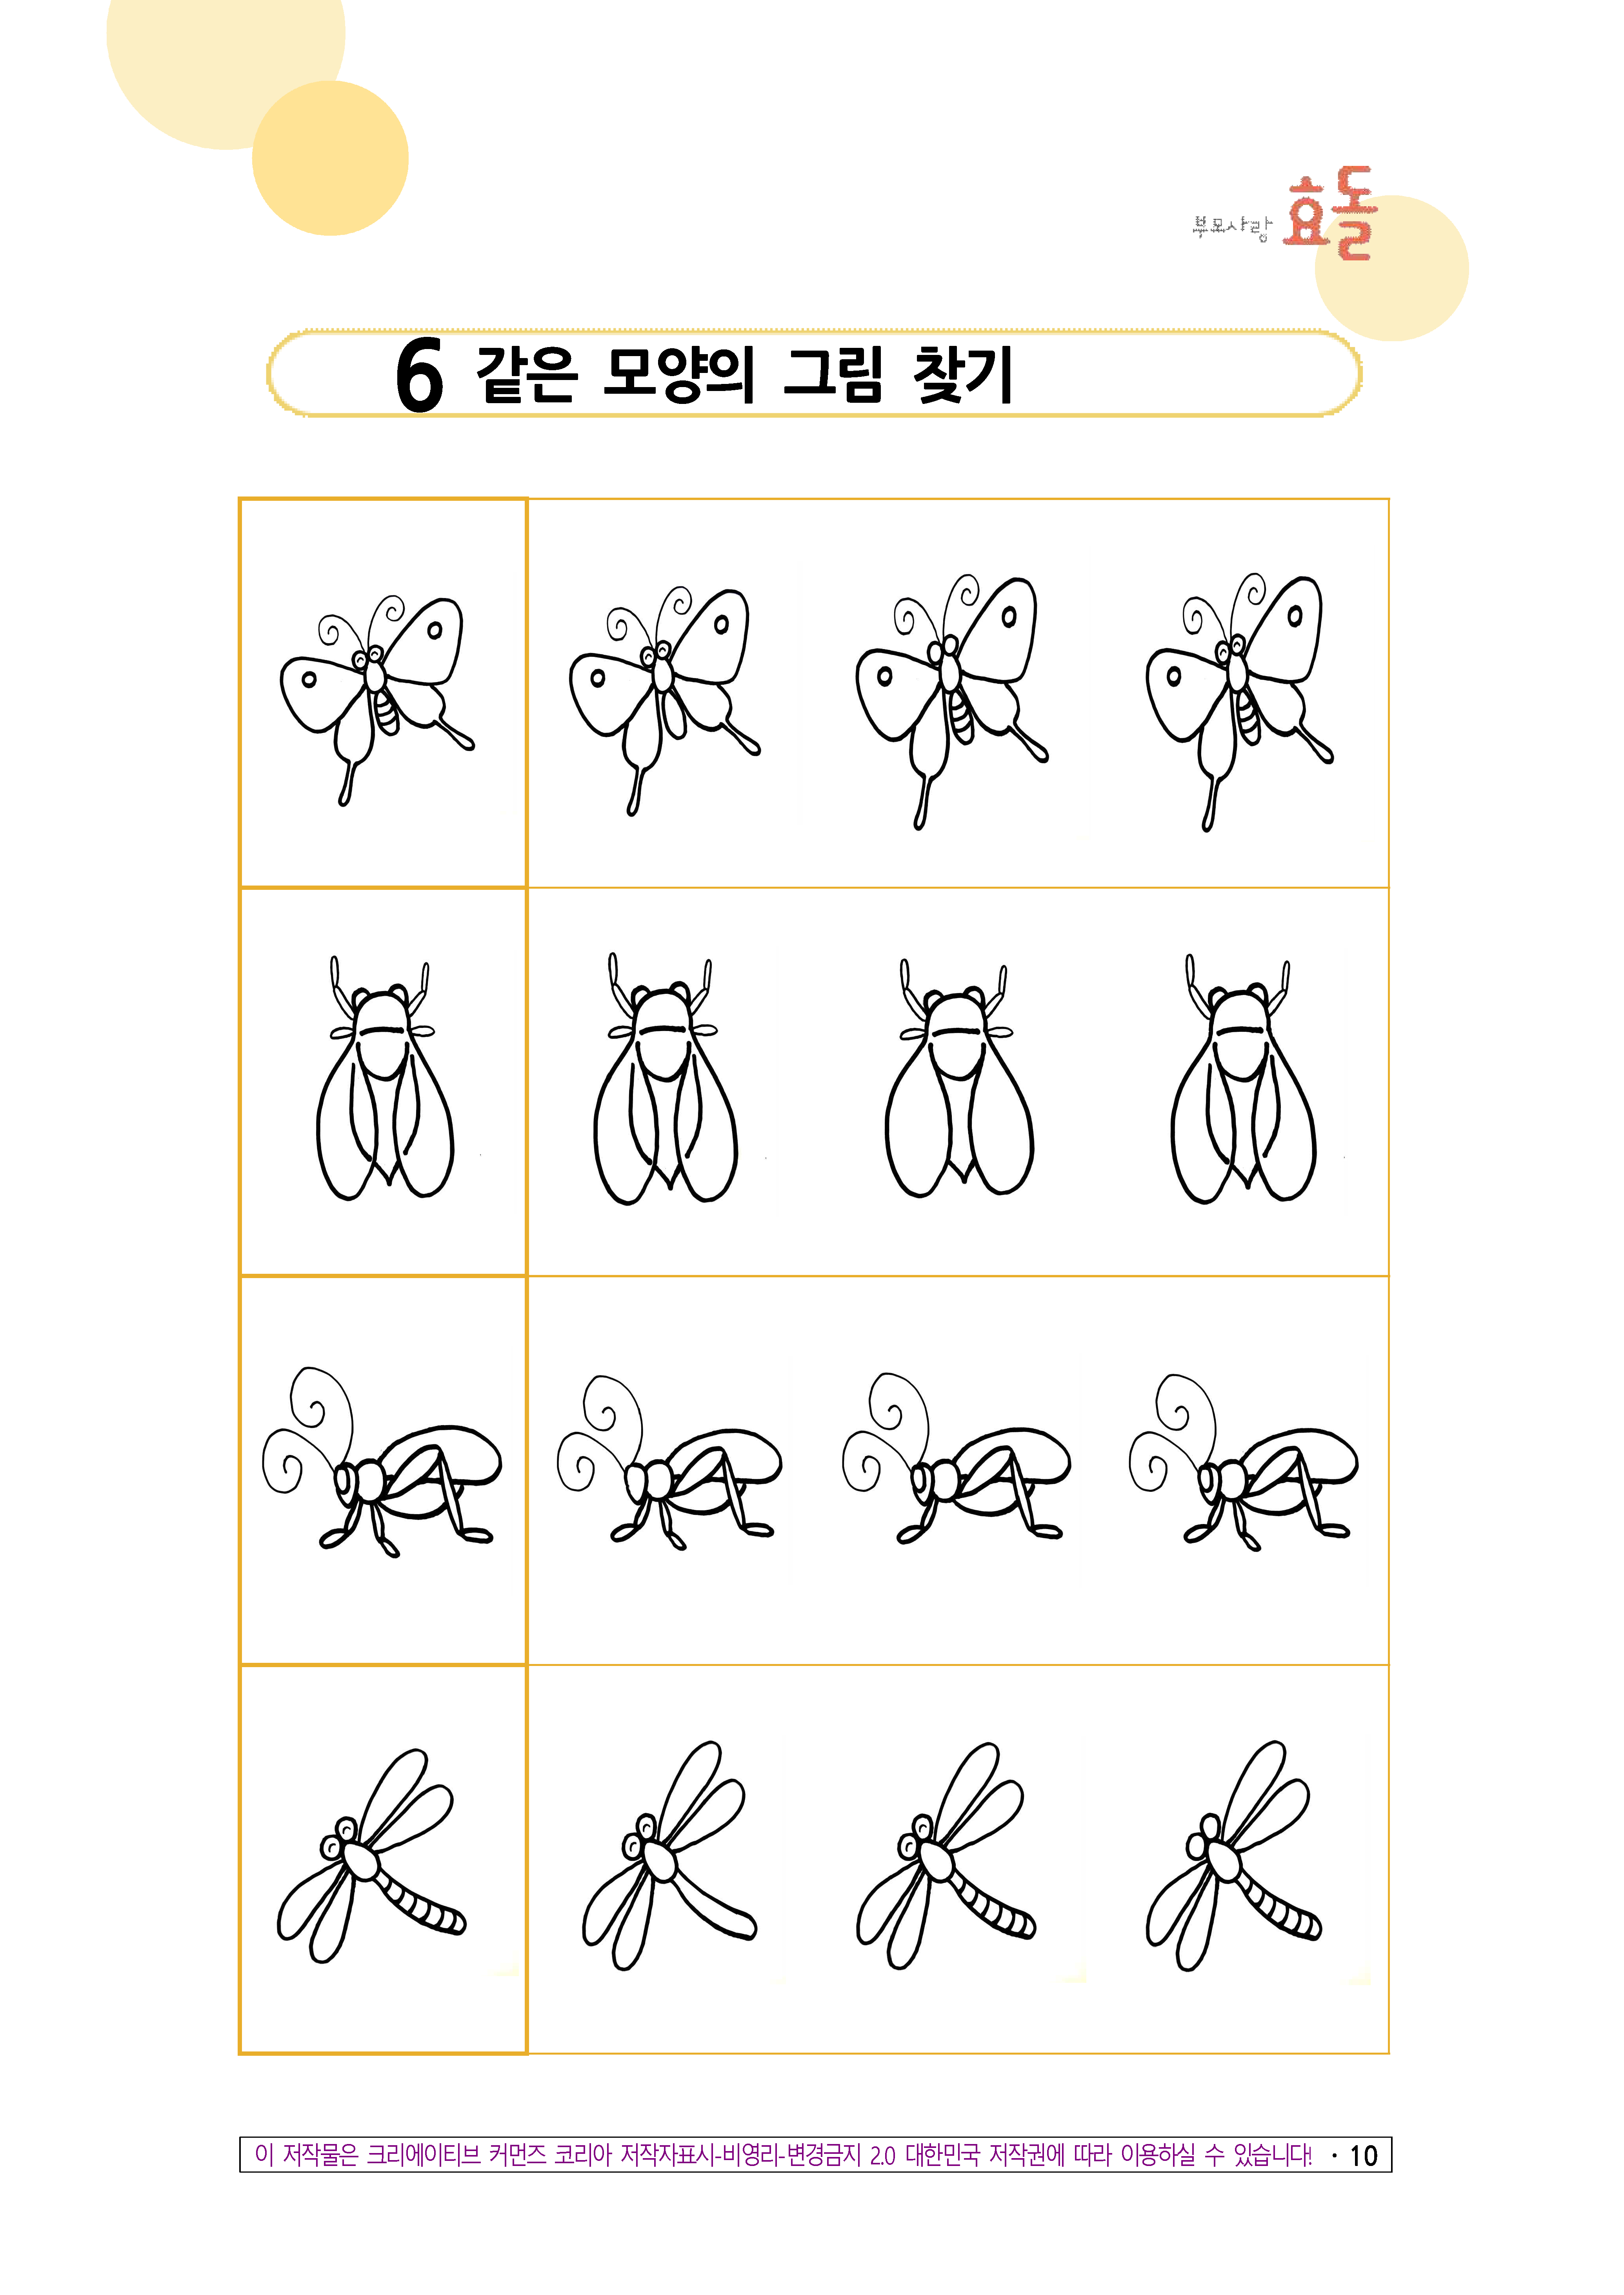 부모사랑 효돌
6 같은 모양의 그림 찾기
이 저작물은 크리에이티브 커먼즈 코리아 저작자표시-비영리-변경금지 2.0 대한민국 저작권에 따라 이용하실 수 있습니다! · 10